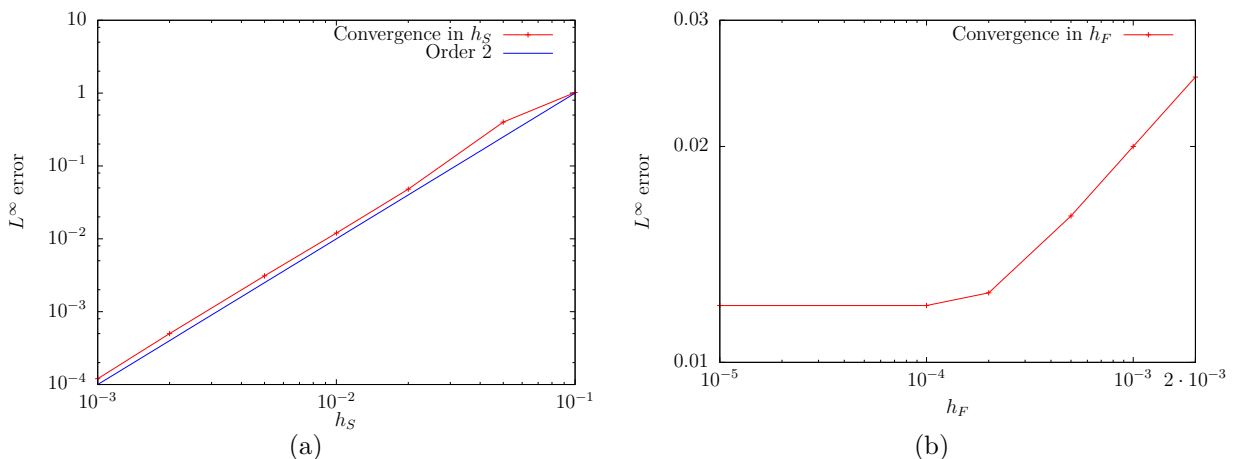 10
1
10⁻¹
10⁻²
10⁻³
10⁻⁴
L^∞ error
10⁻³
10⁻²
10⁻¹
h_S
Convergence in h_S
Order 2
(a)
0.03
0.02
0.01
L^∞ error
10⁻⁵
10⁻⁴
10⁻³
2 · 10⁻³
h_F
Convergence in h_F
(b)